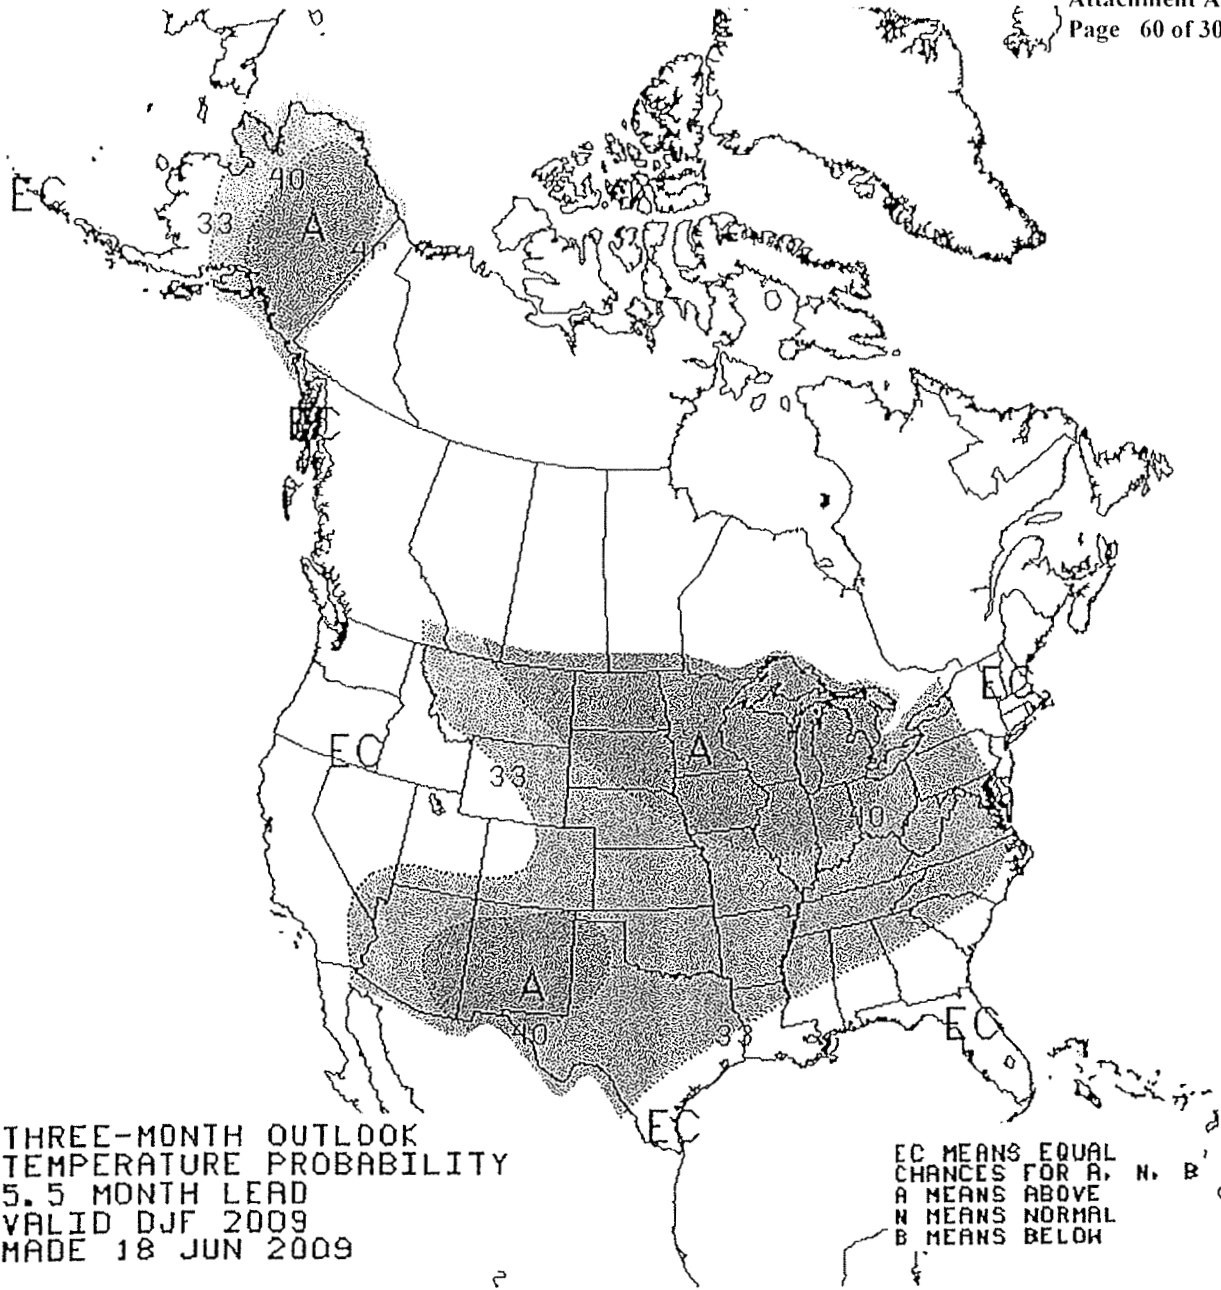 Attachment A
Page 60 of 30
EC
40
33
A
EC
A
EC
33
EC
40
A
40
33
EC
EC
THREE-MONTH OUTLOOK
TEMPERATURE PROBABILITY
5.5 MONTH LEAD
VALID DJF 2009
MADE 18 JUN 2009
EC MEANS EQUAL
CHANCES FOR A, N, B
A MEANS ABOVE
N MEANS NORMAL
B MEANS BELOW